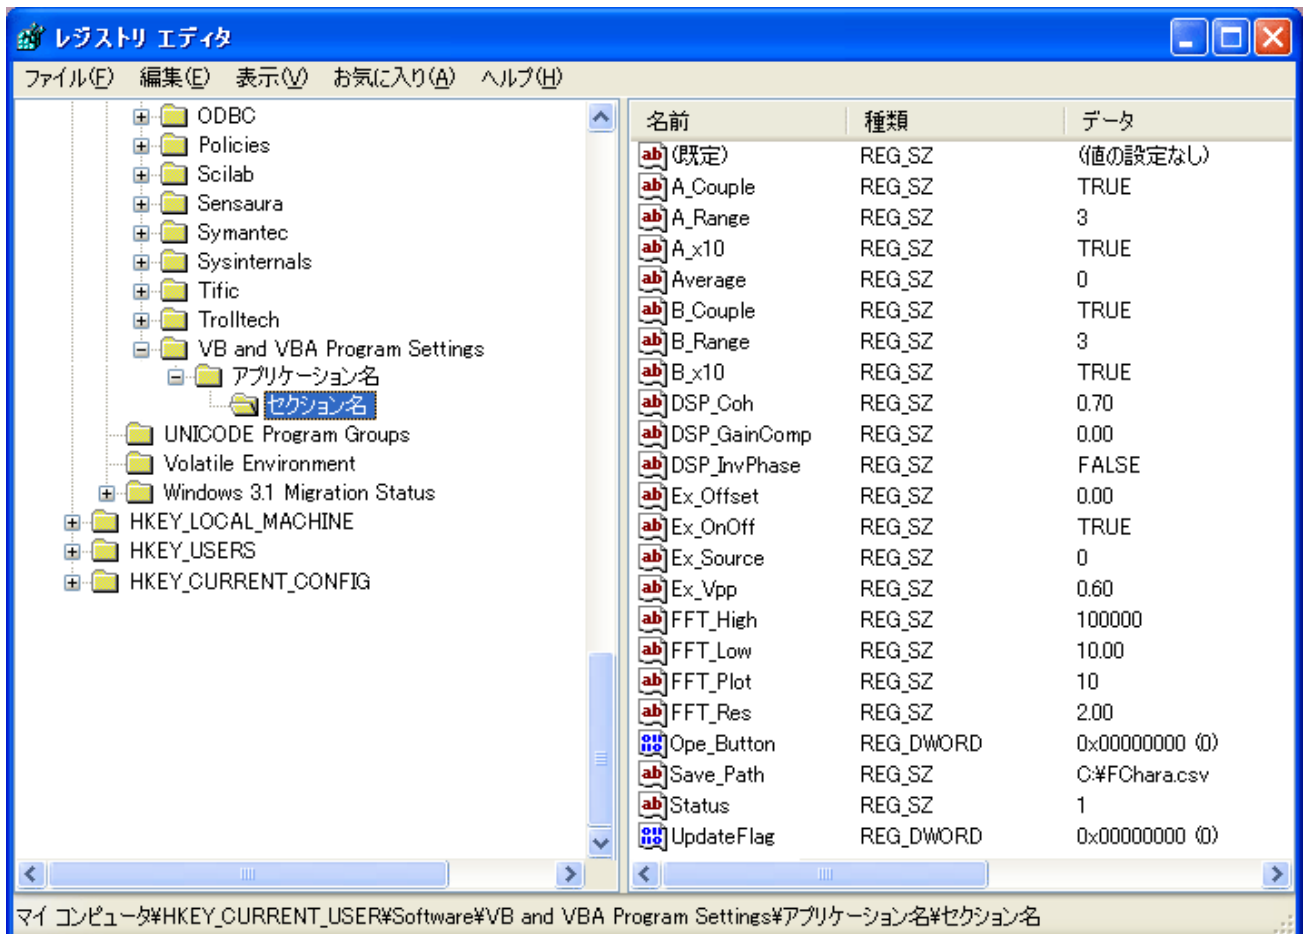 レジストリ エディタ
ファイル(F) 編集(E) 表示(V) お気に入り(A) ヘルプ(H)
ODBC
Policies
Scilab
Sensaura
Symantec
Sysinternals
Tific
Trolltech
VB and VBA Program Settings
アプリケーション名
セクション名
UNICODE Program Groups
Volatile Environment
Windows 3.1 Migration Status
HKEY_LOCAL_MACHINE
HKEY_USERS
HKEY_CURRENT_CONFIG
名前 種類 データ
(既定) REG_SZ (値の設定なし)
A_Couple REG_SZ TRUE
A_Range REG_SZ 3
A_x10 REG_SZ TRUE
Average REG_SZ 0
B_Couple REG_SZ TRUE
B_Range REG_SZ 3
B_x10 REG_SZ TRUE
DSP_Coh REG_SZ 0.70
DSP_GainComp REG_SZ 0.00
DSP_InvPhase REG_SZ FALSE
Ex_Offset REG_SZ 0.00
Ex_OnOff REG_SZ TRUE
Ex_Source REG_SZ 0
Ex_Vpp REG_SZ 0.60
FFT_High REG_SZ 100000
FFT_Low REG_SZ 10.00
FFT_Plot REG_SZ 10
FFT_Res REG_SZ 2.00
Ope_Button REG_DWORD 0x00000000 (0)
Save_Path REG_SZ C:¥FChara.csv
Status REG_SZ 1
UpdateFlag REG_DWORD 0x00000000 (0)
マイ コンピュータ¥HKEY_CURRENT_USER¥Software¥VB and VBA Program Settings¥アプリケーション名¥セクション名